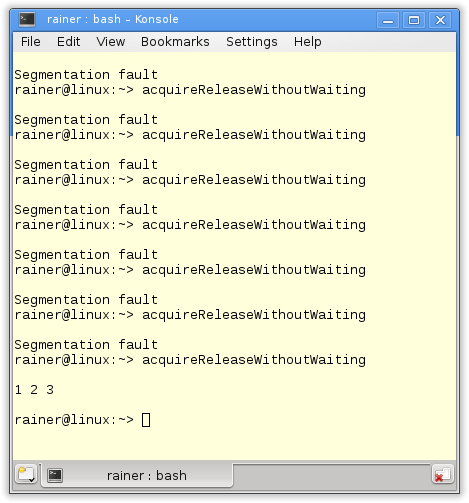 rainer : bash – Konsole
File Edit View Bookmarks Settings Help
Segmentation fault
rainer@linux:~> acquireReleaseWithoutWaiting
Segmentation fault
rainer@linux:~> acquireReleaseWithoutWaiting
Segmentation fault
rainer@linux:~> acquireReleaseWithoutWaiting
Segmentation fault
rainer@linux:~> acquireReleaseWithoutWaiting
Segmentation fault
rainer@linux:~> acquireReleaseWithoutWaiting
Segmentation fault
rainer@linux:~> acquireReleaseWithoutWaiting
Segmentation fault
rainer@linux:~> acquireReleaseWithoutWaiting
1 2 3
rainer@linux:~>
rainer : bash